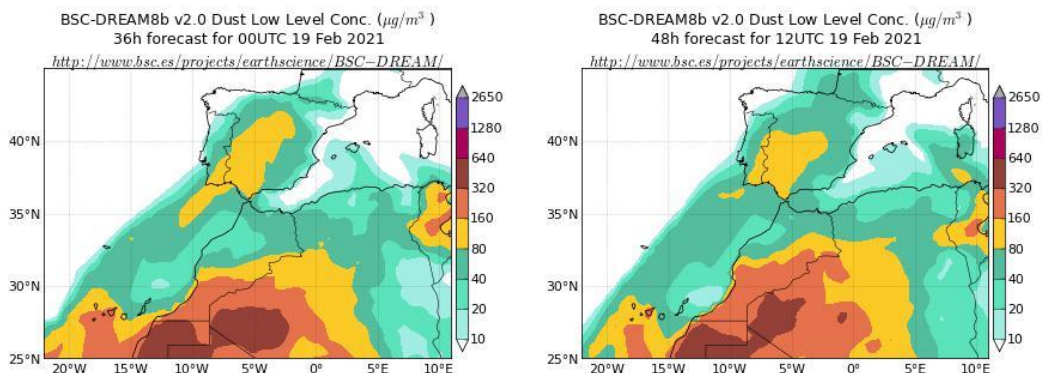 BSC-DREAM8b v2.0 Dust Low Level Conc. (μg/m³ )
36h forecast for 00UTC 19 Feb 2021
http://www.bsc.es/projects/earthscience/BSC−DREAM/
40°N
35°N
30°N
25°N
20°W 15°W 10°W 5°W 0° 5°E 10°E
2650
1280
640
320
160
80
40
20
10
BSC-DREAM8b v2.0 Dust Low Level Conc. (μg/m³ )
48h forecast for 12UTC 19 Feb 2021
http://www.bsc.es/projects/earthscience/BSC−DREAM/
40°N
35°N
30°N
25°N
20°W 15°W 10°W 5°W 0° 5°E 10°E
2650
1280
640
320
160
80
40
20
10